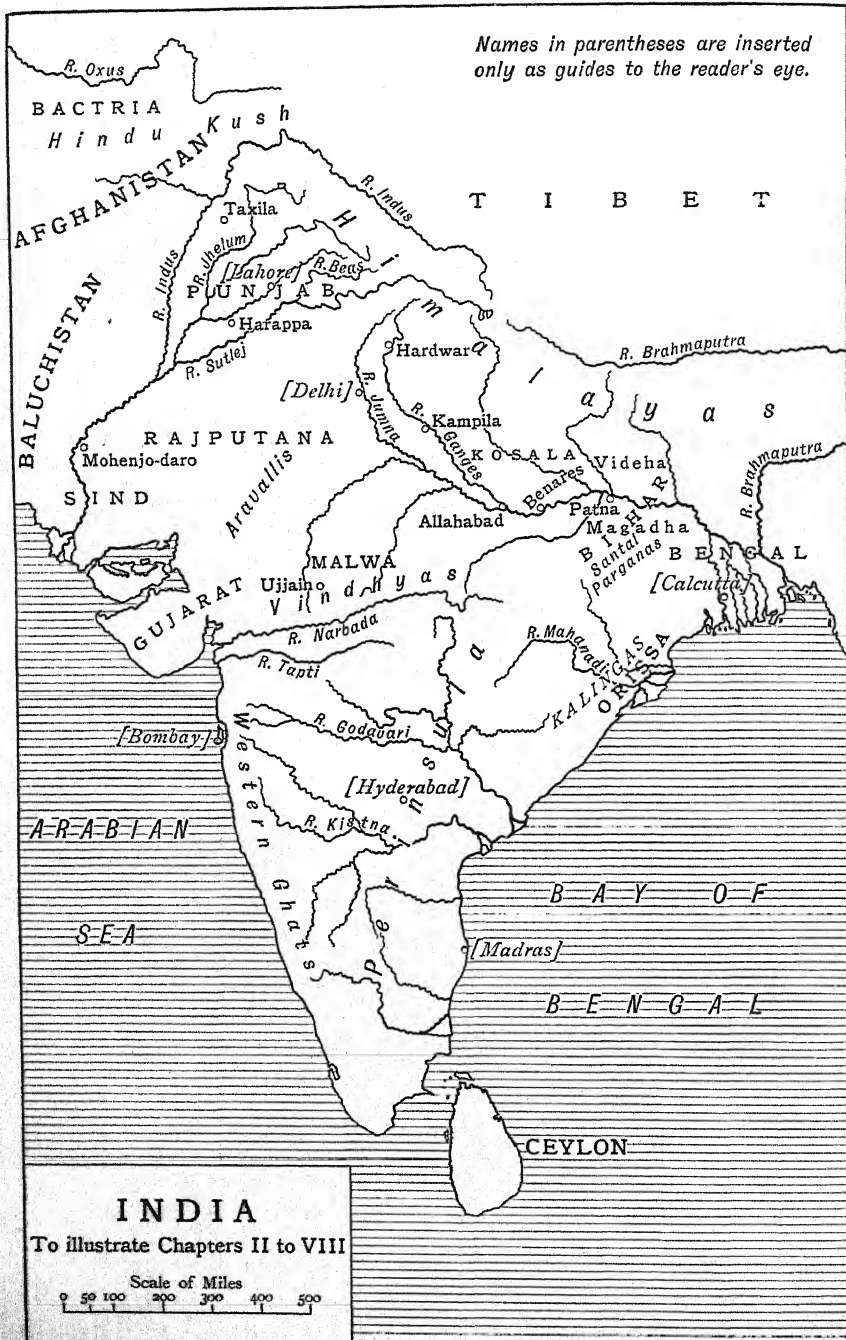 Names in parentheses are inserted
only as guides to the reader's eye.
R. Oxus
BACTRIA
Hindu Kush
AFGHANISTAN
R. Indus
TIBET
Taxila
R. Jhelum
R. Indus
Himalayas
[Lahore]
R. Beas
PUNJAB
Harappa
R. Sutlej
BALUCHISTAN
Hardwar
R. Brahmaputra
[Delhi]
R. Jumna
R. Ganges
Kampila
RAJPUTANA
Mohenjo-daro
KOSALA
Videha
R. Brahmaputra
SIND
Aravallis
Benares
Allahabad
Patna
BIHAR
Magadha
BENGAL
Santal
Parganas
MALWA
Ujjain
[Calcutta]
GUJARAT
Vindhyas
R. Narbada
R. Mahanadi
R. Tapti
KALINGAS
ORISSA
Peninsula
[Bombay]
R. Godavari
Western Ghats
[Hyderabad]
R. Kistna
ARABIAN
SEA
BAY OF
BENGAL
[Madras]
CEYLON
INDIA
To illustrate Chapters II to VIII
Scale of Miles
0 50 100 200 300 400 500